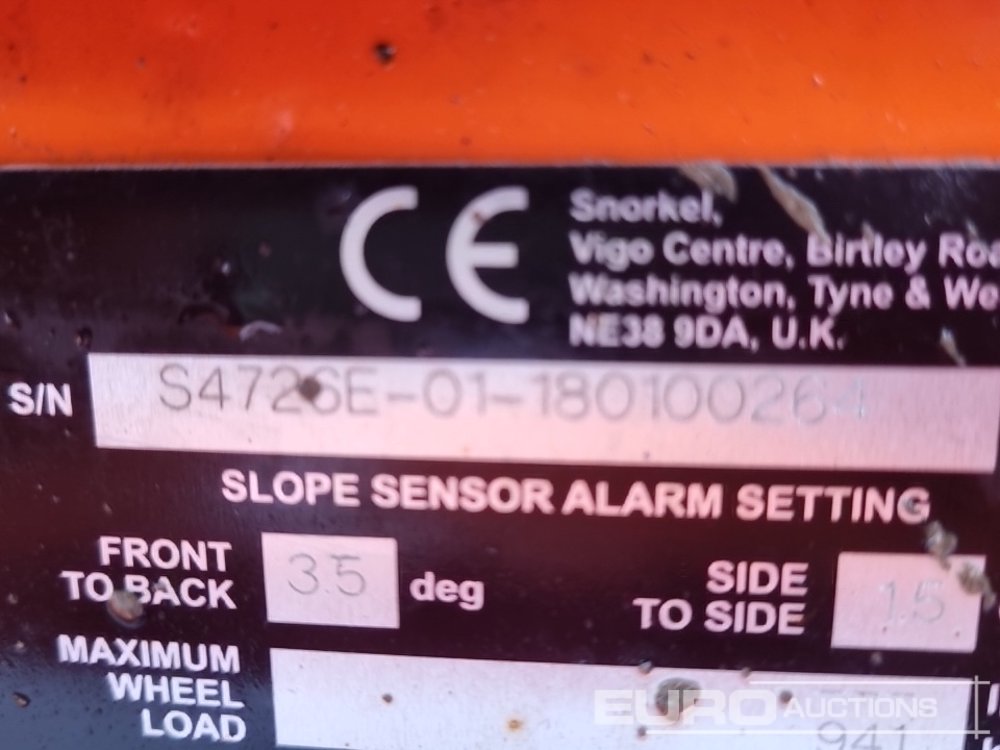 CE
Snorkel,
Vigo Centre, Birtley Roa
Washington, Tyne & We
NE38 9DA, U.K.
S/N S4726E-01-180100264
SLOPE SENSOR ALARM SETTING
FRONT
TO BACK 3.5 deg
SIDE
TO SIDE 1.5
MAXIMUM
WHEEL
LOAD
941
EURO AUCTIONS